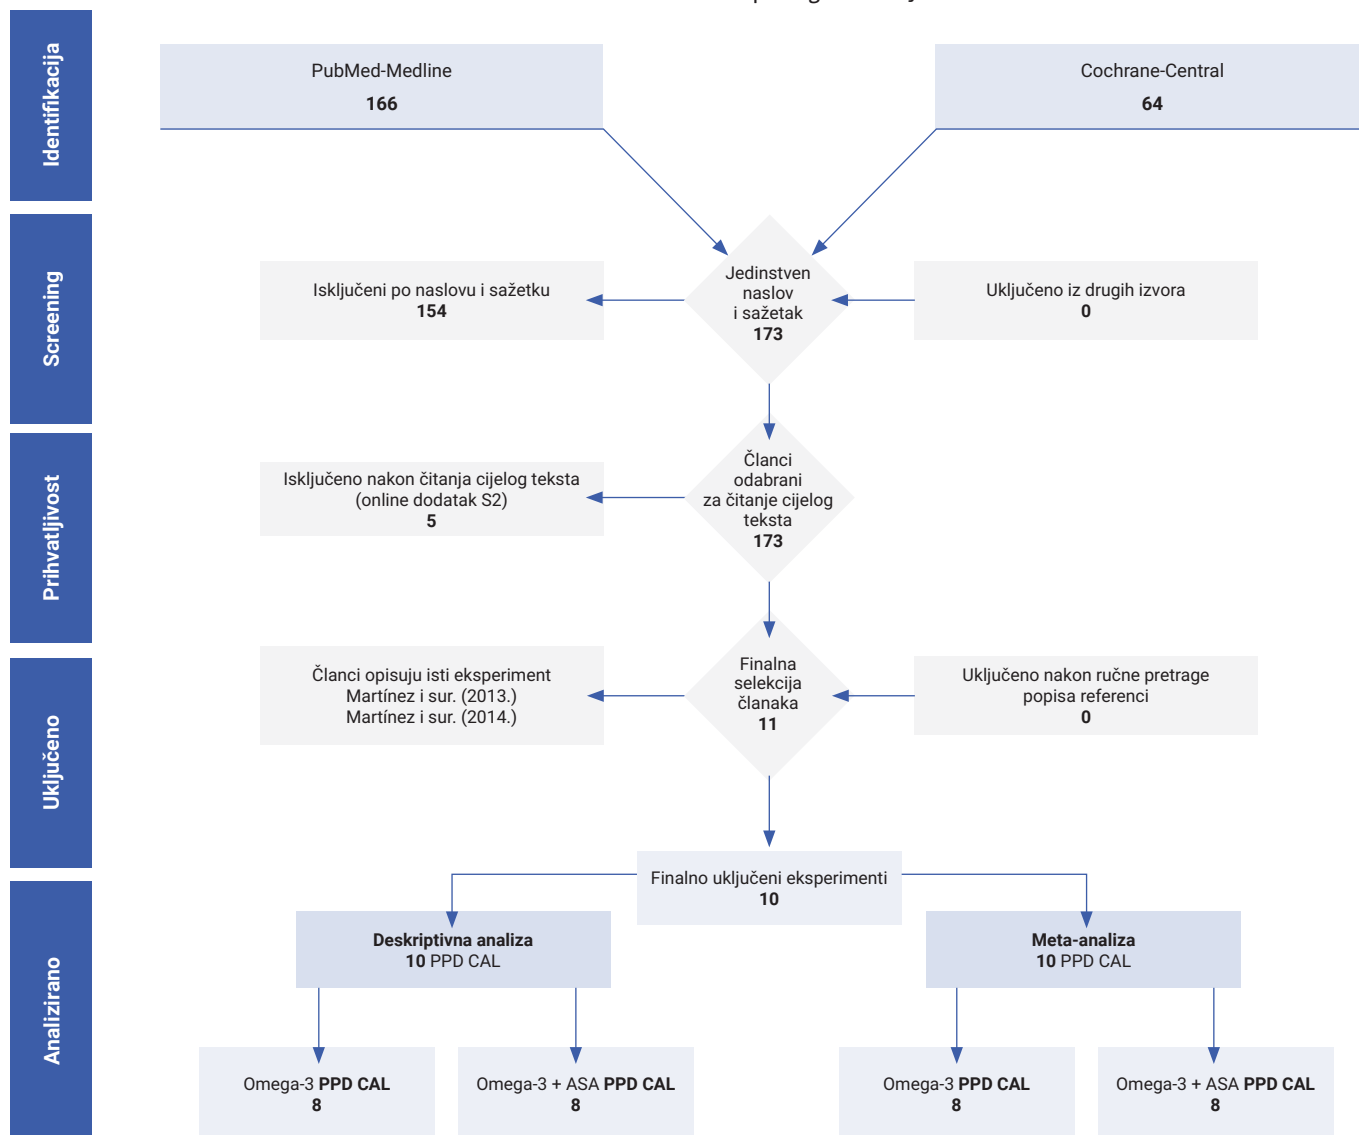 Identifikacija
PubMed-Medline
166
Cochrane-Central
64
Screening
Isključeni po naslovu i sažetku
154
Jedinstven
naslov
i sažetak
173
Uključeno iz drugih izvora
0
Prihvatljivost
Isključeno nakon čitanja cijelog teksta
(online dodatak S2)
5
Članci
odabrani
za čitanje cijelog
teksta
173
Uključeno
Članci opisuju isti eksperiment
Martínez i sur. (2013.)
Martínez i sur. (2014.)
Finalna
selekcija
članaka
11
Uključeno nakon ručne pretrage
popisa referenci
0
Analizirano
Finalno uključeni eksperimenti
10
Deskriptivna analiza
10 PPD CAL
Meta-analiza
10 PPD CAL
Omega-3 PPD CAL
8
Omega-3 + ASA PPD CAL
8
Omega-3 PPD CAL
8
Omega-3 + ASA PPD CAL
8